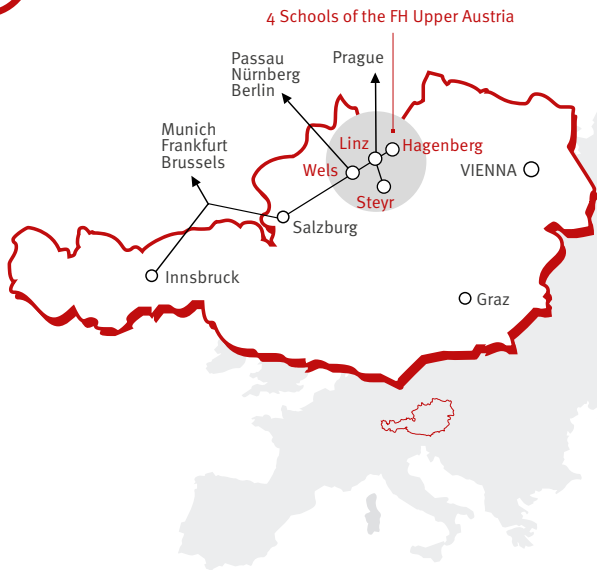 4 Schools of the FH Upper Austria
Passau
Nürnberg
Berlin
Prague
Munich
Frankfurt
Brussels
Linz
Hagenberg
Wels
VIENNA
Steyr
Salzburg
Innsbruck
Graz